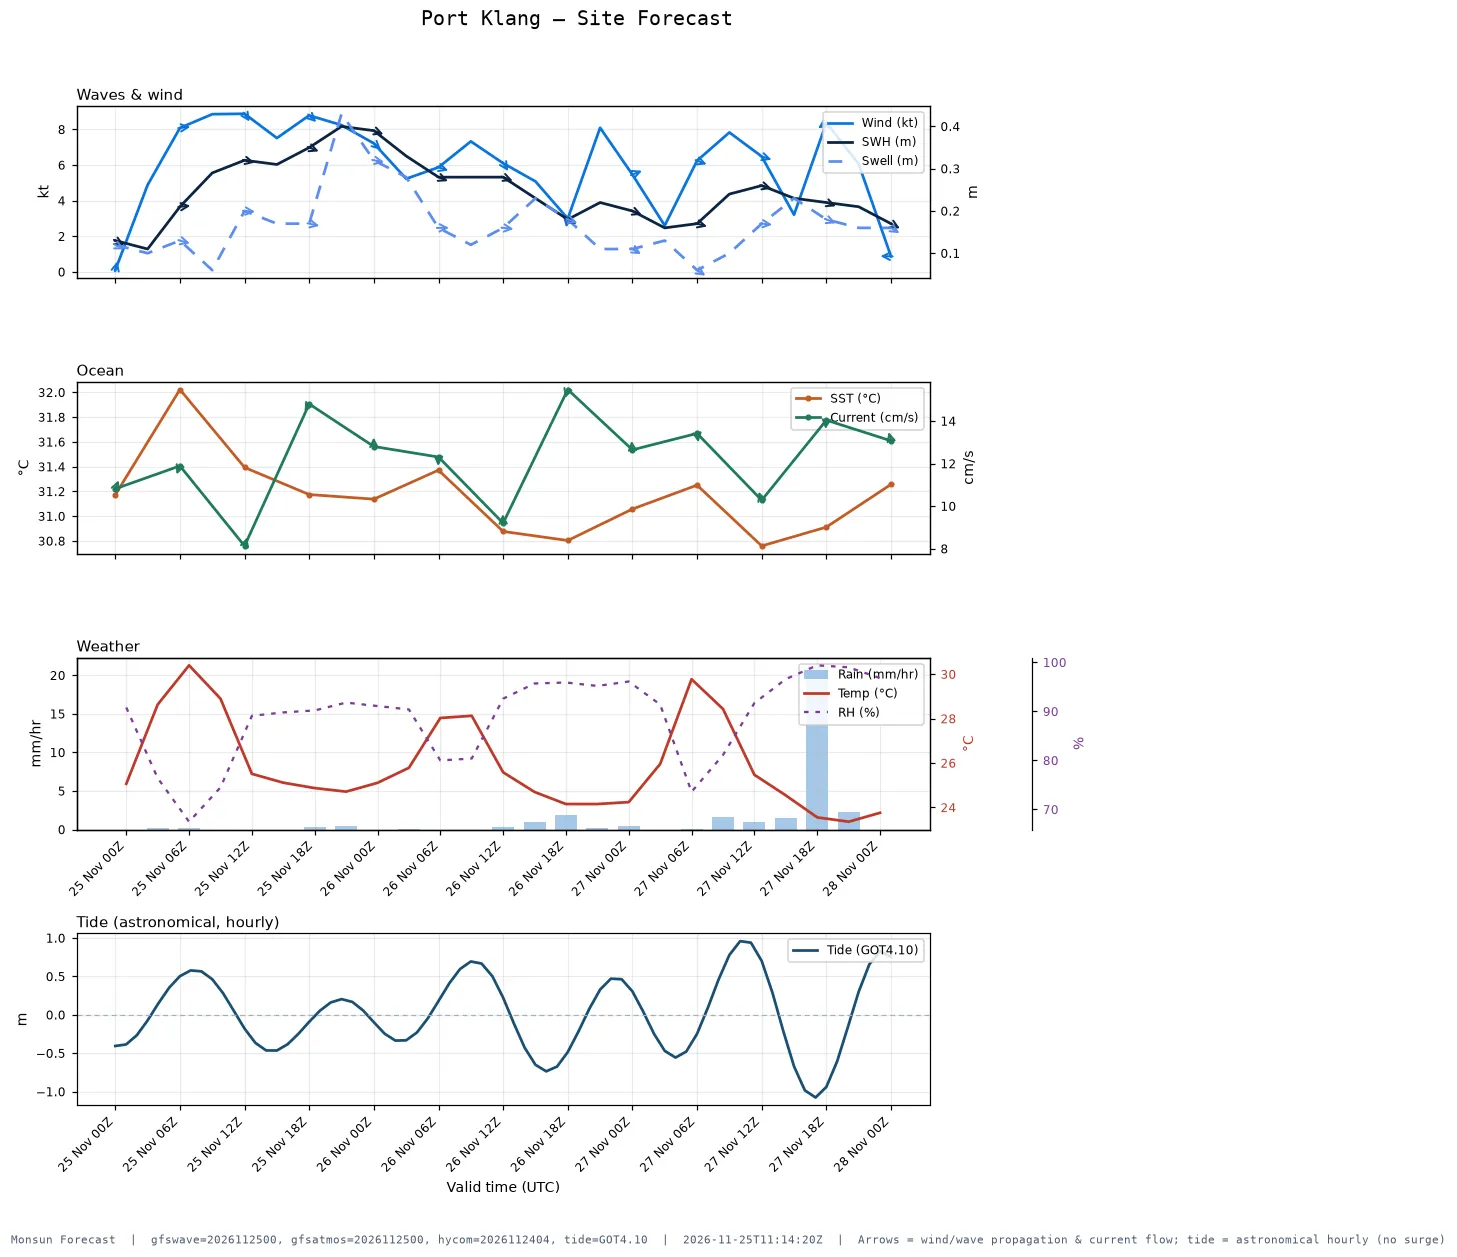 Port Klang — Site Forecast
Waves & wind
8
6
4
2
0
kt
0.4
0.3
0.2
0.1
m
Wind (kt)
SWH (m)
Swell (m)
Ocean
32.0
31.8
31.6
31.4
31.2
31.0
30.8
°C
14
12
10
8
cm/s
SST (°C)
Current (cm/s)
Weather
20
15
10
5
0
mm/hr
30
28
26
24
°C
100
90
80
70
%
Rain (mm/hr)
Temp (°C)
RH (%)
25 Nov 00Z
25 Nov 06Z
25 Nov 12Z
25 Nov 18Z
26 Nov 00Z
26 Nov 06Z
26 Nov 12Z
26 Nov 18Z
27 Nov 00Z
27 Nov 06Z
27 Nov 12Z
27 Nov 18Z
28 Nov 00Z
Tide (astronomical, hourly)
1.0
0.5
0.0
−0.5
−1.0
m
Tide (GOT4.10)
25 Nov 00Z
25 Nov 06Z
25 Nov 12Z
25 Nov 18Z
26 Nov 00Z
26 Nov 06Z
26 Nov 12Z
26 Nov 18Z
27 Nov 00Z
27 Nov 06Z
27 Nov 12Z
27 Nov 18Z
28 Nov 00Z
Valid time (UTC)
Monsun Forecast | gfswave=2026112500, gfsatmos=2026112500, hycom=2026112404, tide=GOT4.10 | 2026-11-25T11:14:20Z | Arrows = wind/wave propagation & current flow; tide = astronomical hourly (no surge)